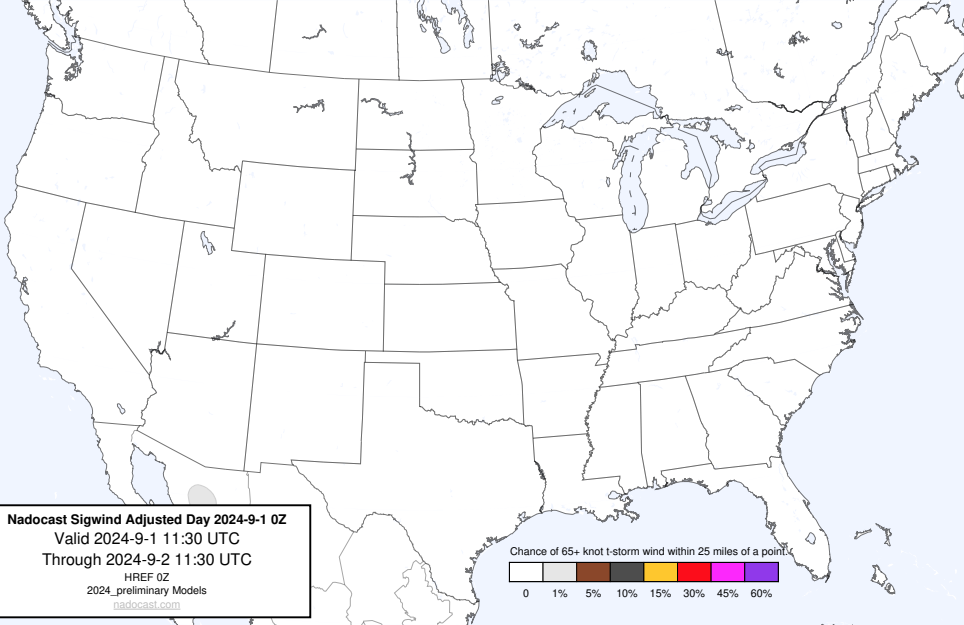 Nadocast Sigwind Adjusted Day 2024-9-1 0Z
Valid 2024-9-1 11:30 UTC
Through 2024-9-2 11:30 UTC
HREF 0Z
2024_preliminary Models
nadocast.com
Chance of 65+ knot t-storm wind within 25 miles of a point.
0 1% 5% 10% 15% 30% 45% 60%